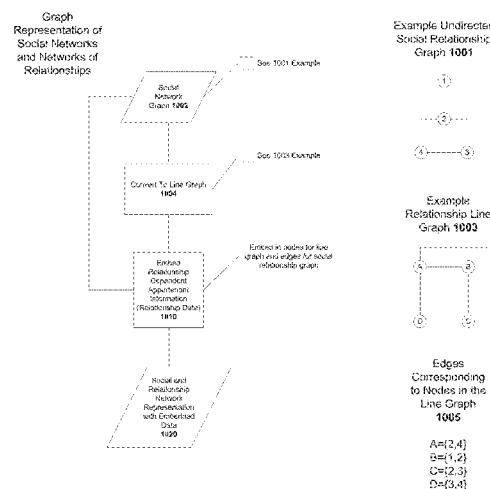 Graph
Representation of
Social Networks
and Networks of
Relationships
Social
Network
Graph 1002
See 1001 Example
Convert To Line Graph
1004
See 1003 Example
Embed
Relationship
Dependent
Appurtenant
Information
(Relationship Data)
1010
Embed in nodes for line
graph and edges for social
relationship graph
Social and
Relationship
Network
Representation
with Embedded
Data
1020
Example Undirected
Social Relationship
Graph 1001
1
2
4
3
Example
Relationship Line
Graph 1003
A
B
D
C
Edges
Corresponding
to Nodes in the
Line Graph
1005
A={2,4}
B={1,2}
C={2,3}
D={3,4}